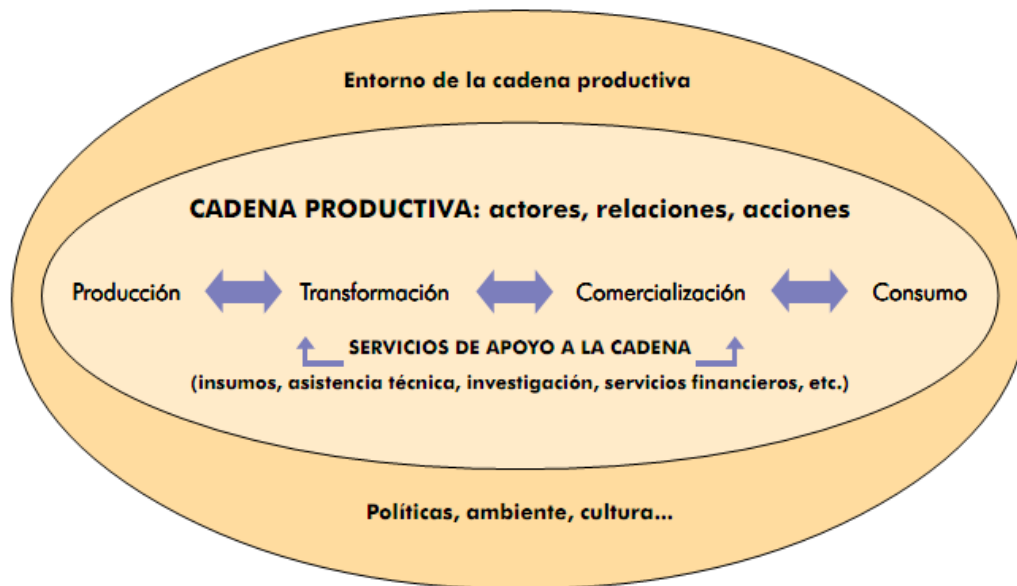 Entorno de la cadena productiva
CADENA PRODUCTIVA: actores, relaciones, acciones
Producción Transformación Comercialización Consumo
SERVICIOS DE APOYO A LA CADENA
(insumos, asistencia técnica, investigación, servicios financieros, etc.)
Políticas, ambiente, cultura...